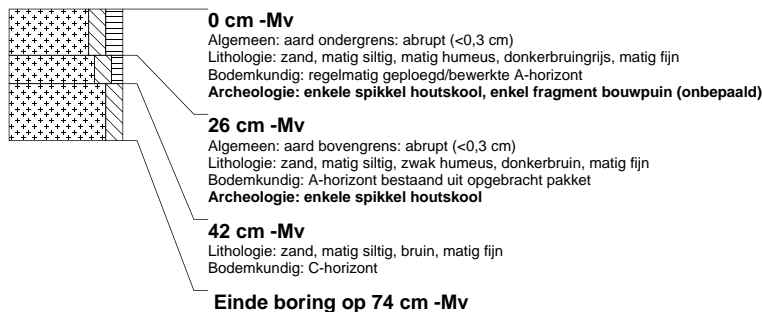 0 cm -Mv
Algemeen: aard ondergrens: abrupt (<0,3 cm)
Lithologie: zand, matig siltig, matig humeus, donkerbruingrijs, matig fijn
Bodemkundig: regelmatig geploegd/bewerkte A-horizont
Archeologie: enkele spikkel houtskool, enkel fragment bouwpuin (onbepaald)
26 cm -Mv
Algemeen: aard bovengrens: abrupt (<0,3 cm)
Lithologie: zand, matig siltig, zwak humeus, donkerbruin, matig fijn
Bodemkundig: A-horizont bestaand uit opgebracht pakket
Archeologie: enkele spikkel houtskool
42 cm -Mv
Lithologie: zand, matig siltig, bruin, matig fijn
Bodemkundig: C-horizont
Einde boring op 74 cm -Mv